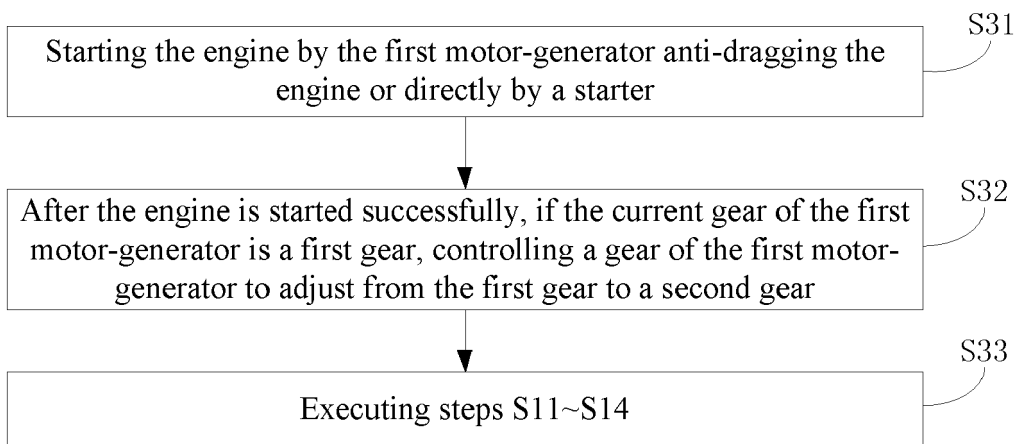 S31
Starting the engine by the first motor-generator anti-dragging the
engine or directly by a starter
S32
After the engine is started successfully, if the current gear of the first
motor-generator is a first gear, controlling a gear of the first motor-
generator to adjust from the first gear to a second gear
S33
Executing steps S11~S14